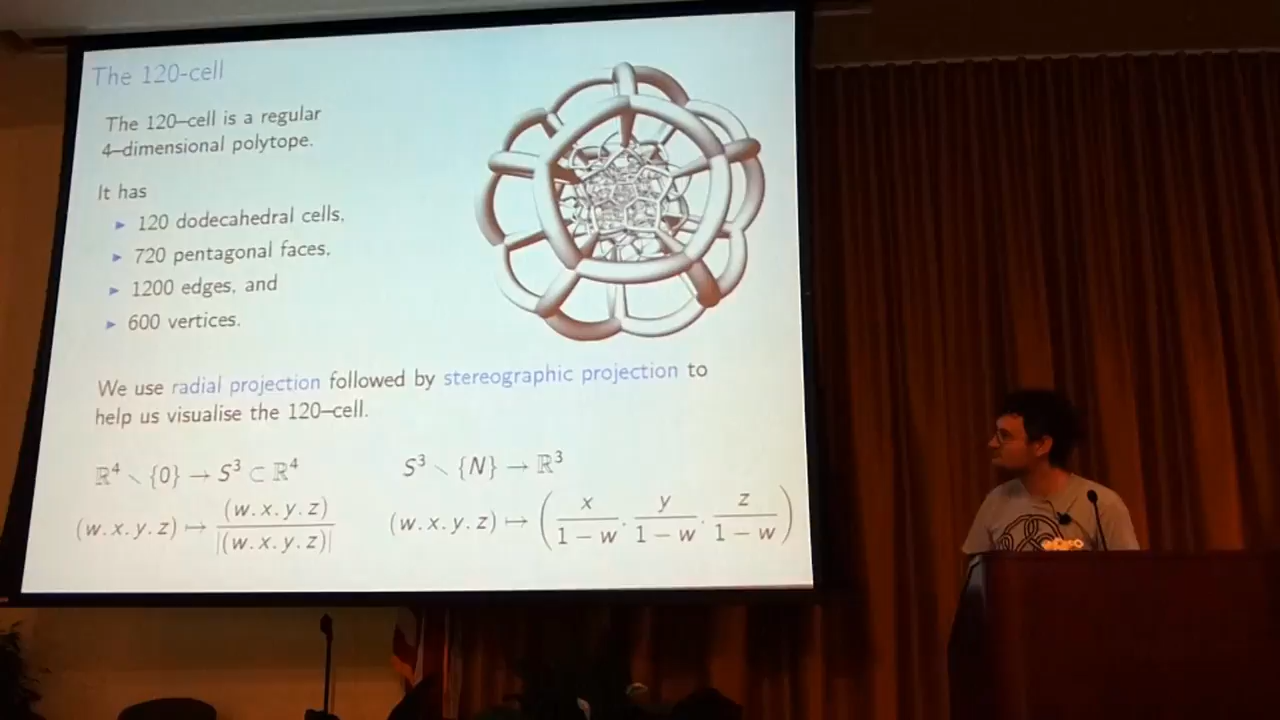 The 120-cell
The 120–cell is a regular
4–dimensional polytope.
It has
▶ 120 dodecahedral cells,
▶ 720 pentagonal faces,
▶ 1200 edges, and
▶ 600 vertices.
We use radial projection followed by stereographic projection to
help us visualise the 120–cell.
ℝ⁴ ∖ {0} → S³ ⊂ ℝ⁴
(w, x, y, z) ↦ (w, x, y, z) / |(w, x, y, z)|
S³ ∖ {N} → ℝ³
(w, x, y, z) ↦ (x / (1 − w), y / (1 − w), z / (1 − w))